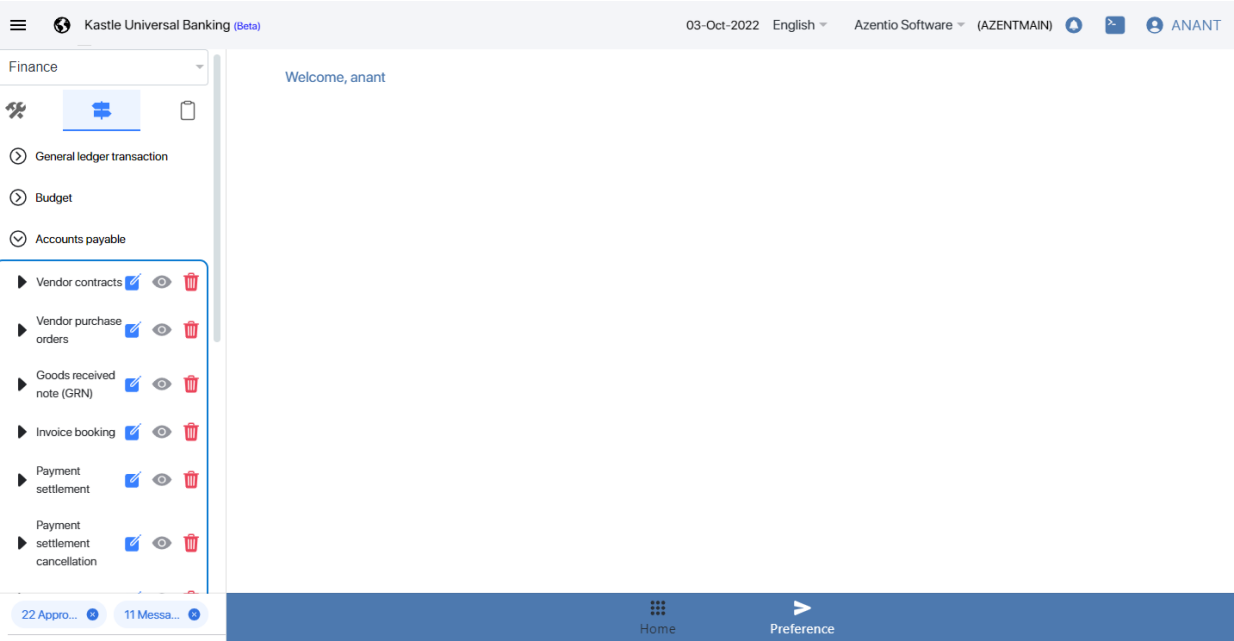 Kastle Universal Banking (Beta)
03-Oct-2022 English Azentio Software (AZENTMAIN) ANANT
Finance
Welcome, anant
General ledger transaction
Budget
Accounts payable
Vendor contracts
Vendor purchase
orders
Goods received
note (GRN)
Invoice booking
Payment
settlement
Payment
settlement
cancellation
22 Appro...
11 Messa...
Home
Preference